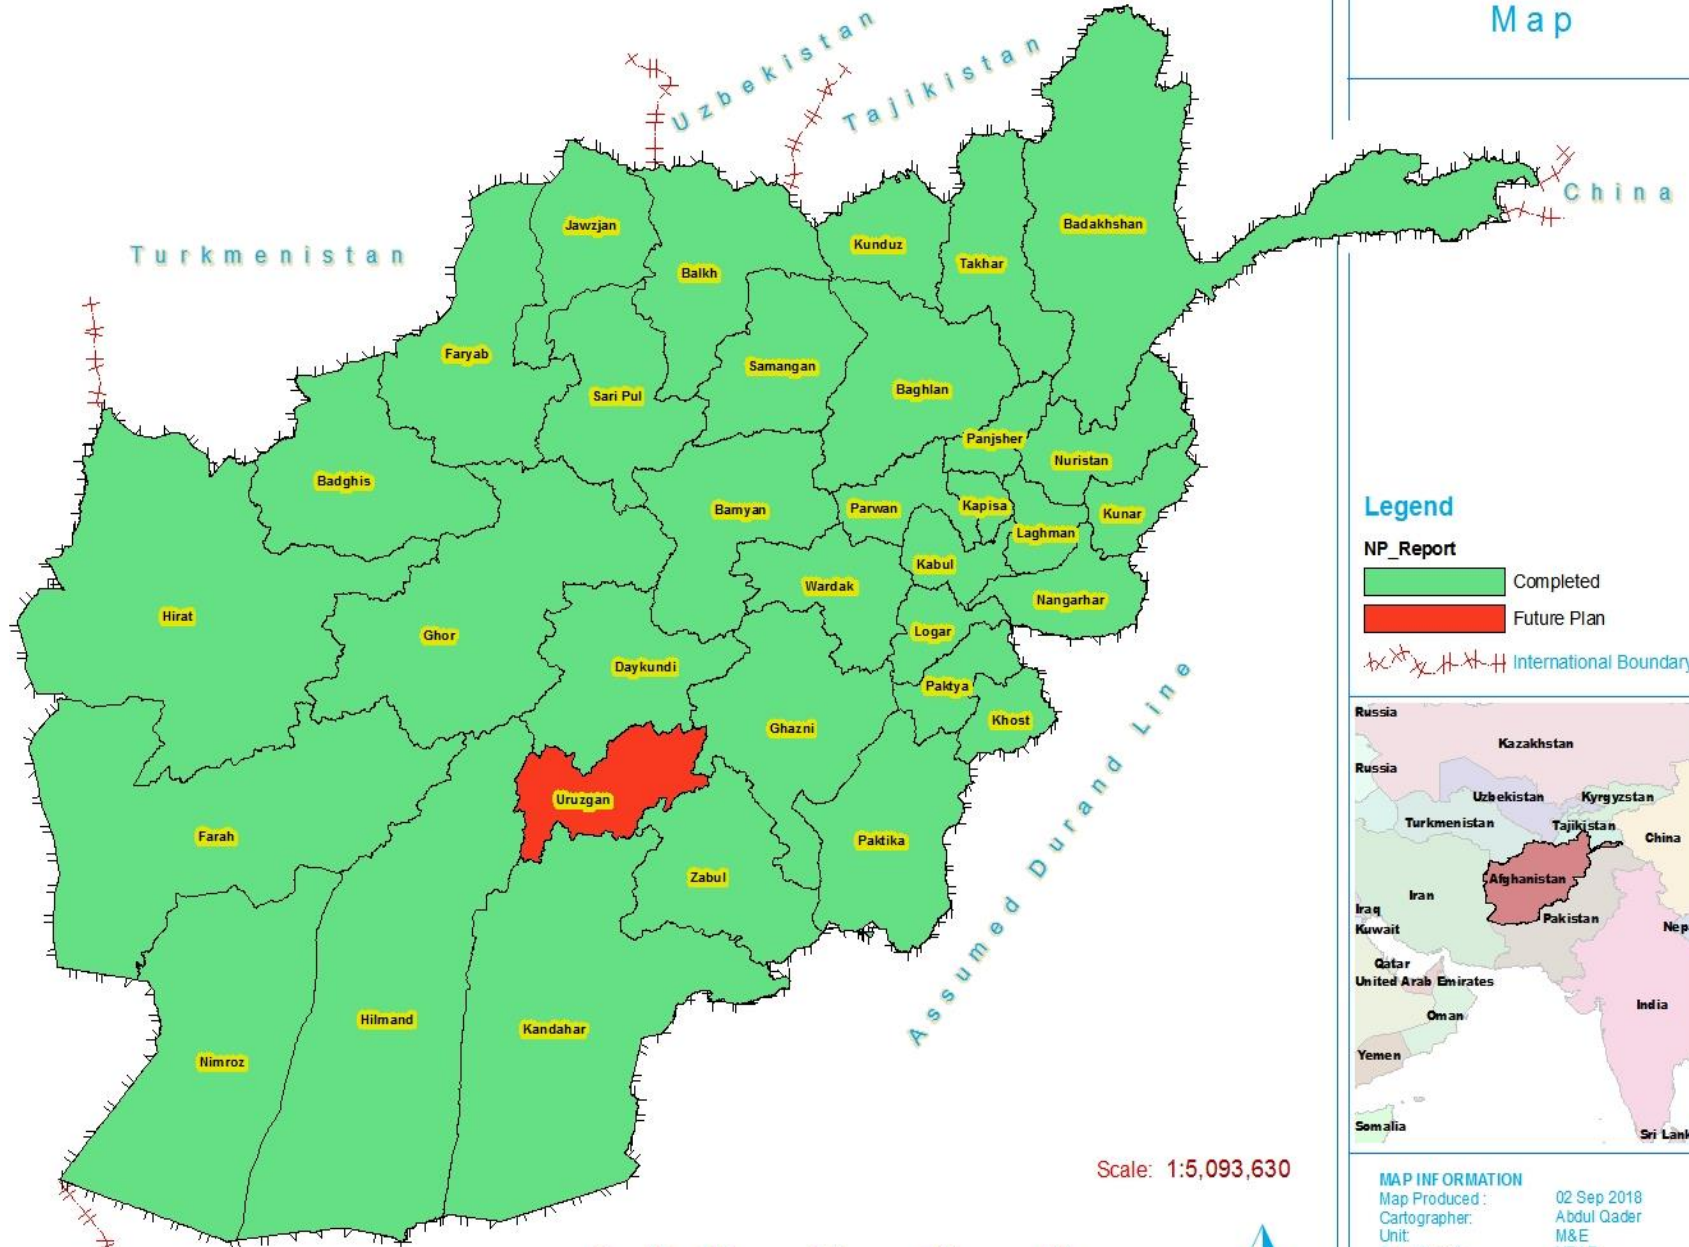 Map
Uzbekistan
Tajikistan
China
Turkmenistan
Jawzjan
Balkh
Kunduz
Takhar
Badakhshan
Faryab
Sari Pul
Samangan
Baghlan
Badghis
Panjsher
Nuristan
Bamyan
Parwan
Kapisa
Kunar
Laghman
Kabul
Wardak
Nangarhar
Hirat
Ghor
Logar
Daykundi
Paktya
Khost
Ghazni
Uruzgan
Farah
Paktika
Zabul
Hilmand
Kandahar
Nimroz
Assumed Durand Line
Scale: 1:5,093,630
Legend
NP_Report
Completed
Future Plan
International Boundary
Russia
Kazakhstan
Russia
Uzbekistan
Kyrgyzstan
Turkmenistan
Tajikistan
China
Afghanistan
Iran
Iraq
Pakistan
Kuwait
Nep
Qatar
United Arab Emirates
India
Oman
Yemen
Somalia
Sri Lank
MAP INFORMATION
Map Produced : 02 Sep 2018
Cartographer: Abdul Qader
Unit: M&E